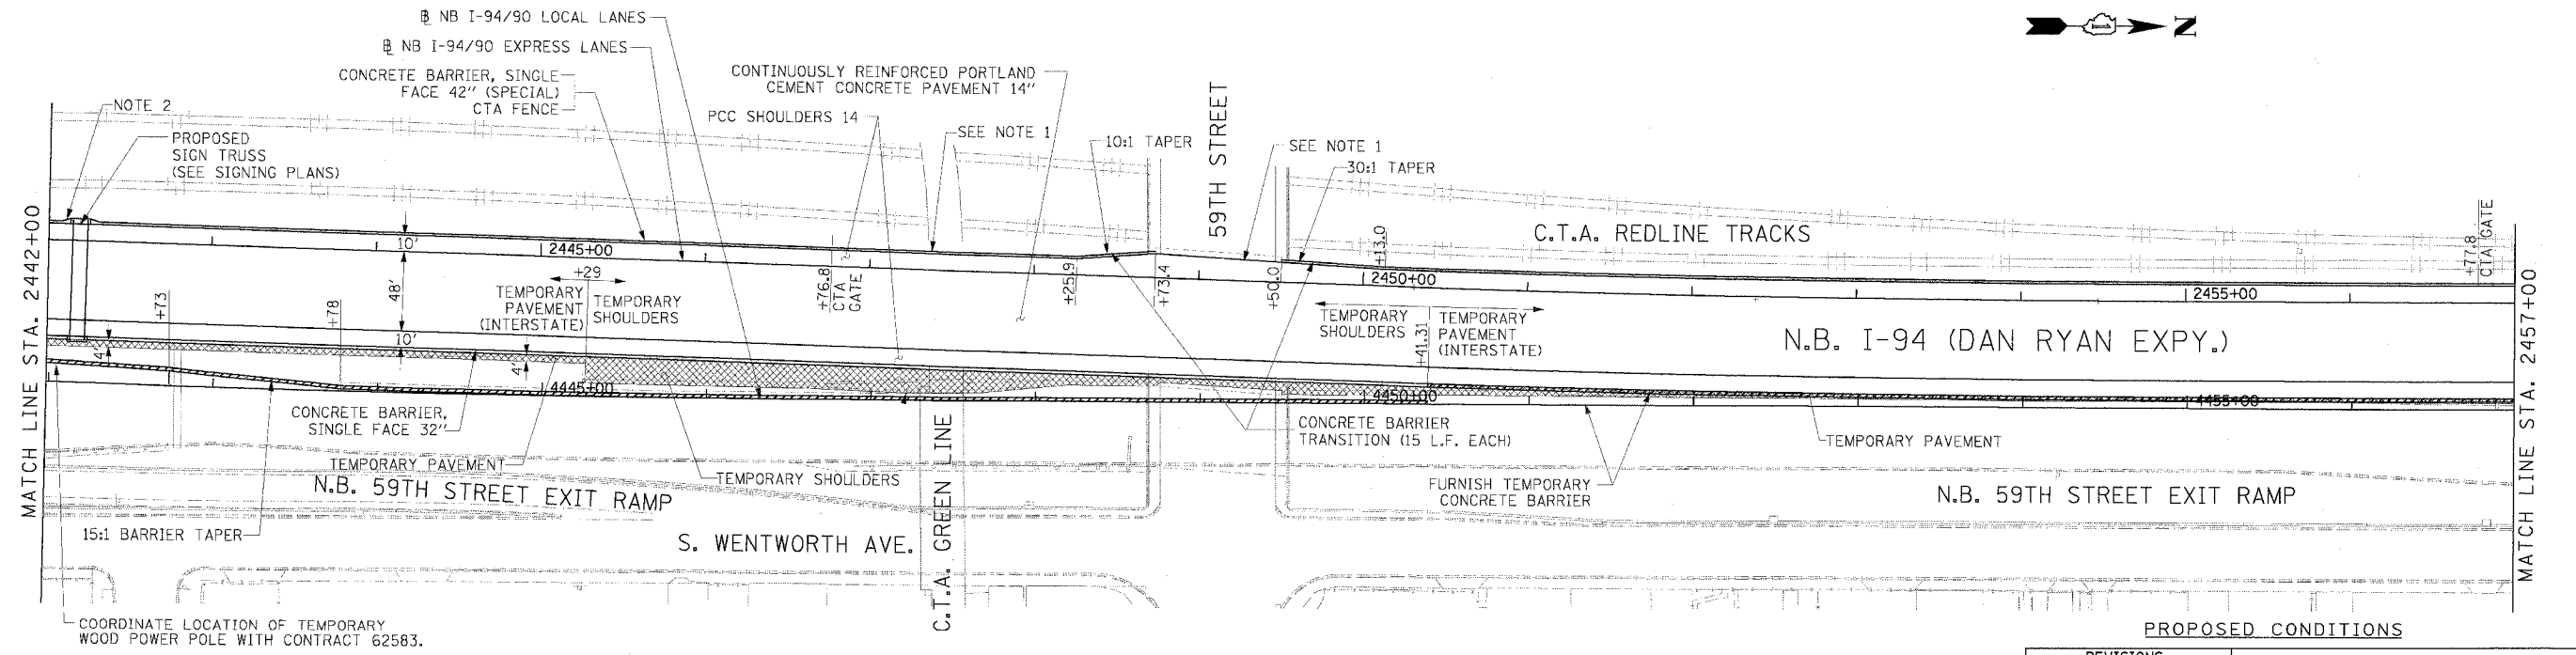 ℄ NB I-94/90 LOCAL LANES
℄ NB I-94/90 EXPRESS LANES
CONCRETE BARRIER, SINGLE
FACE 42" (SPECIAL)
CTA FENCE
CONTINUOUSLY REINFORCED PORTLAND
CEMENT CONCRETE PAVEMENT 14"
PCC SHOULDERS 14
NOTE 2
PROPOSED
SIGN TRUSS
(SEE SIGNING PLANS)
SEE NOTE 1
10:1 TAPER
59TH STREET
SEE NOTE 1
30:1 TAPER
N
MATCH LINE STA. 2442+00
10'
2445+00
48'
10'
+73
+78
+29
TEMPORARY
PAVEMENT
(INTERSTATE)
TEMPORARY
SHOULDERS
+76.8
CTA
GATE
+25.9
+73.4
+50.0
+13.0
2450+00
C.T.A. REDLINE TRACKS
2455+00
+77.8
CTA GATE
TEMPORARY
SHOULDERS
+41.31
TEMPORARY
PAVEMENT
(INTERSTATE)
N.B. I-94 (DAN RYAN EXPY.)
MATCH LINE STA. 2457+00
4'
4'
4445+00
4450+00
4455+00
CONCRETE BARRIER,
SINGLE FACE 32"
TEMPORARY PAVEMENT
N.B. 59TH STREET EXIT RAMP
TEMPORARY SHOULDERS
15:1 BARRIER TAPER
S. WENTWORTH AVE.
C.T.A. GREEN LINE
CONCRETE BARRIER
TRANSITION (15 L.F. EACH)
FURNISH TEMPORARY
CONCRETE BARRIER
TEMPORARY PAVEMENT
N.B. 59TH STREET EXIT RAMP
COORDINATE LOCATION OF TEMPORARY
WOOD POWER POLE WITH CONTRACT 62583.
PROPOSED CONDITIONS
REVISIONS